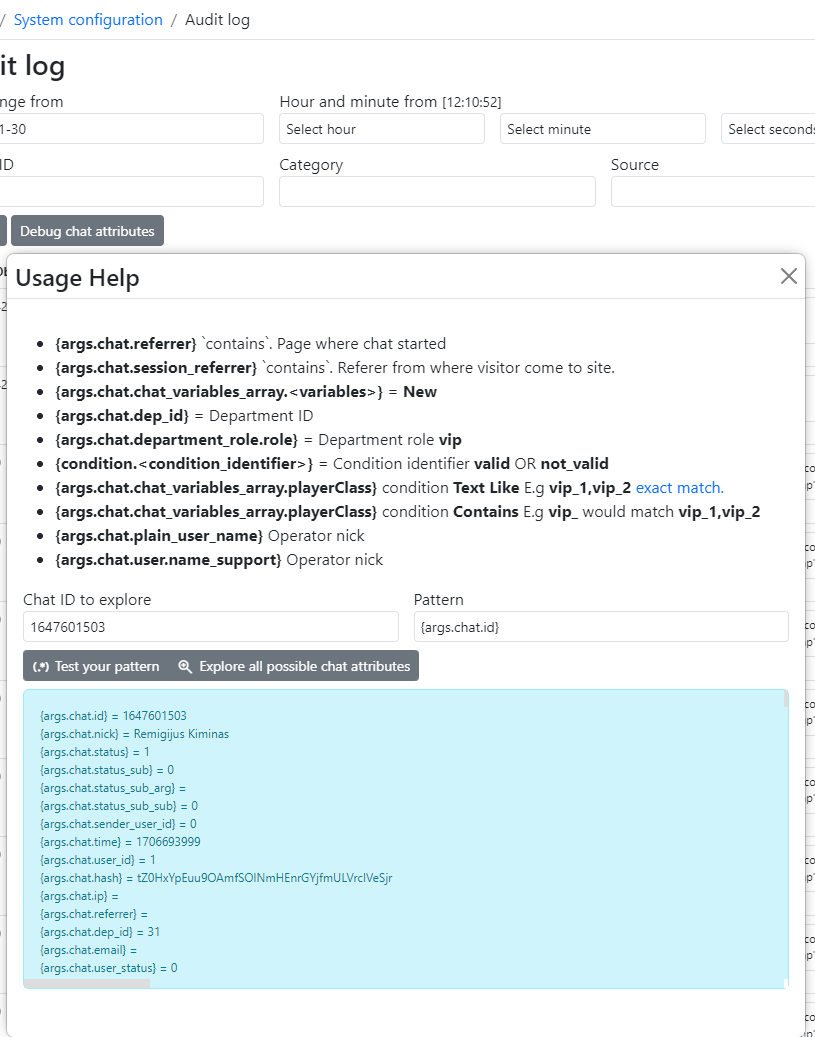 / System configuration / Audit log
it log
nge from
Hour and minute from [12:10:52]
1-30
Select hour
Select minute
Select seconds
ID
Category
Source
Debug chat attributes
Usage Help
{args.chat.referrer} `contains`. Page where chat started
{args.chat.session_referrer} `contains`. Referer from where visitor come to site.
{args.chat.chat_variables_array.<variables>} = New
{args.chat.dep_id} = Department ID
{args.chat.department_role.role} = Department role vip
{condition.<condition_identifier>} = Condition identifier valid OR not_valid
{args.chat.chat_variables_array.playerClass} condition Text Like E.g vip_1,vip_2 exact match.
{args.chat.chat_variables_array.playerClass} condition Contains E.g vip_ would match vip_1,vip_2
{args.chat.plain_user_name} Operator nick
{args.chat.user.name_support} Operator nick
Chat ID to explore
Pattern
1647601503
{args.chat.id}
(.*) Test your pattern
Explore all possible chat attributes
{args.chat.id} = 1647601503
{args.chat.nick} = Remigijus Kiminas
{args.chat.status} = 1
{args.chat.status_sub} = 0
{args.chat.status_sub_arg} =
{args.chat.status_sub_sub} = 0
{args.chat.sender_user_id} = 0
{args.chat.time} = 1706693999
{args.chat.user_id} = 1
{args.chat.hash} = tZ0HxYpEuu9OAmfSOlNmHEnrGYjfmULVrclVeSjr
{args.chat.ip} =
{args.chat.referrer} =
{args.chat.dep_id} = 31
{args.chat.email} =
{args.chat.user_status} = 0